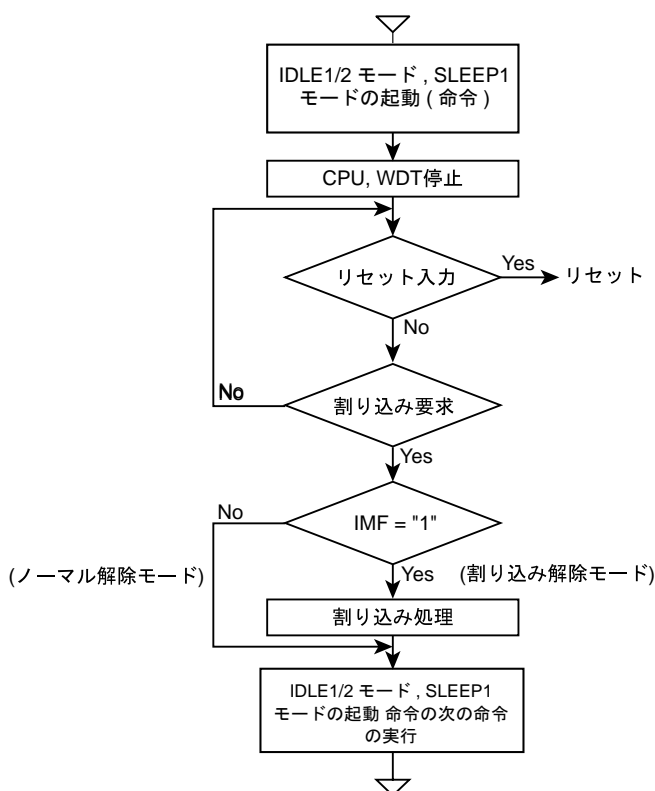 IDLE1/2 モード , SLEEP1
モードの起動 ( 命令 )
CPU, WDT停止
リセット入力
Yes
リセット
No
割り込み要求
No
Yes
IMF = "1"
No
(ノーマル解除モード)
Yes
(割り込み解除モード)
割り込み処理
IDLE1/2 モード , SLEEP1
モードの起動 命令の次の命令
の実行